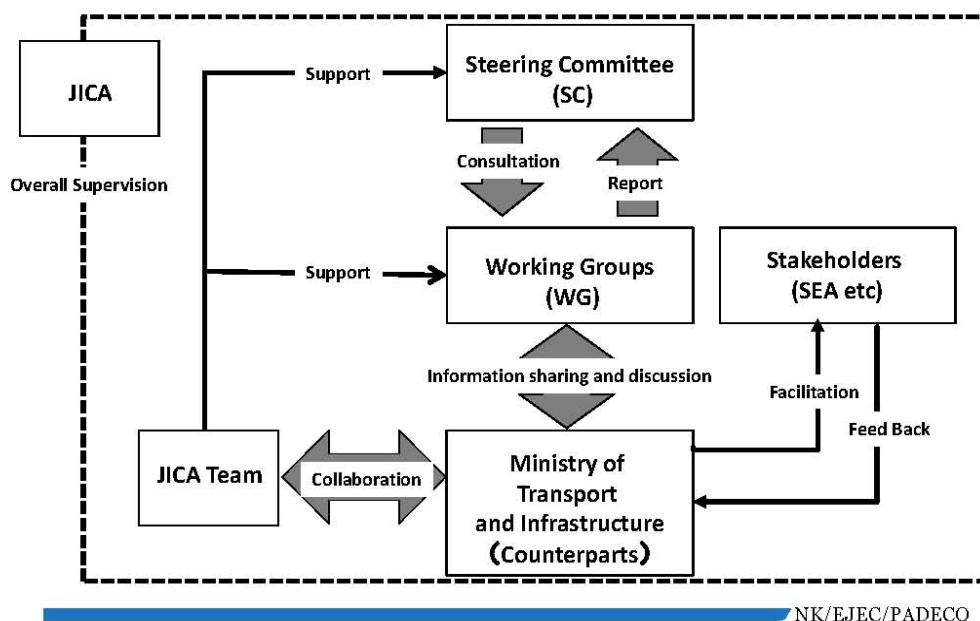 JICA
Overall Supervision
Support
Steering Committee
(SC)
Consultation
Report
Support
Working Groups
(WG)
Stakeholders
(SEA etc)
Information sharing and discussion
Facilitation
Feed Back
JICA Team
Collaboration
Ministry of
Transport
and Infrastructure
(Counterparts)
NK/EJEC/PADECO